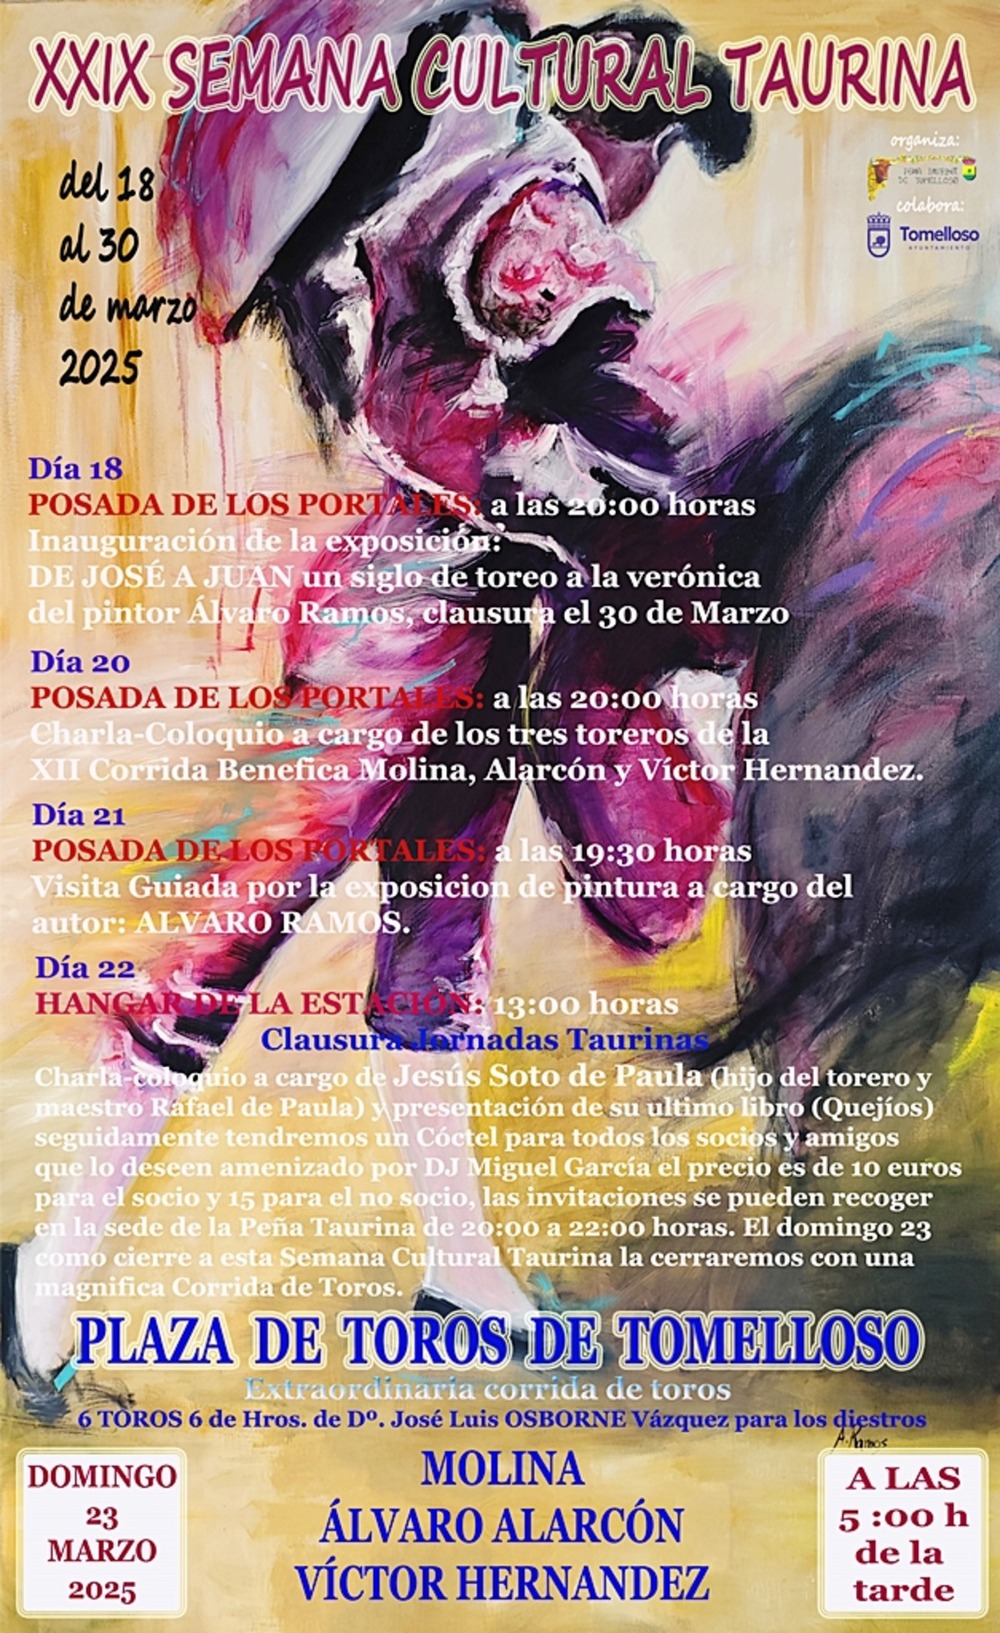 XXIX SEMANA CULTURAL TAURINA
del 18
al 30
de marzo
2025
organiza:
PEÑA TAURINA
DE TOMELLOSO
colabora:
Tomelloso
AYUNTAMIENTO
Día 18
POSADA DE LOS PORTALES: a las 20:00 horas
Inauguración de la exposición:
DE JOSÉ A JUAN un siglo de toreo a la verónica
del pintor Álvaro Ramos, clausura el 30 de Marzo
Día 20
POSADA DE LOS PORTALES: a las 20:00 horas
Charla-Coloquio a cargo de los tres toreros de la
XII Corrida Benefica Molina, Alarcón y Víctor Hernandez.
Día 21
POSADA DE LOS PORTALES: a las 19:30 horas
Visita Guiada por la exposicion de pintura a cargo del
autor: ALVARO RAMOS.
Día 22
HANGAR DE LA ESTACIÓN: 13:00 horas
Clausura Jornadas Taurinas
Charla-coloquio a cargo de Jesús Soto de Paula (hijo del torero y
maestro Rafael de Paula) y presentación de su ultimo libro (Quejíos)
seguidamente tendremos un Cóctel para todos los socios y amigos
que lo deseen amenizado por DJ Miguel García el precio es de 10 euros
para el socio y 15 para el no socio, las invitaciones se pueden recoger
en la sede de la Peña Taurina de 20:00 a 22:00 horas. El domingo 23
como cierre a esta Semana Cultural Taurina la cerraremos con una
magnifica Corrida de Toros.
PLAZA DE TOROS DE TOMELLOSO
Extraordinaria corrida de toros
6 TOROS 6 de Hros. de Dº. José Luis OSBORNE Vázquez para los diestros
A. Ramos
DOMINGO
23
MARZO
2025
MOLINA
ÁLVARO ALARCÓN
VÍCTOR HERNANDEZ
A LAS
5 :00 h
de la
tarde